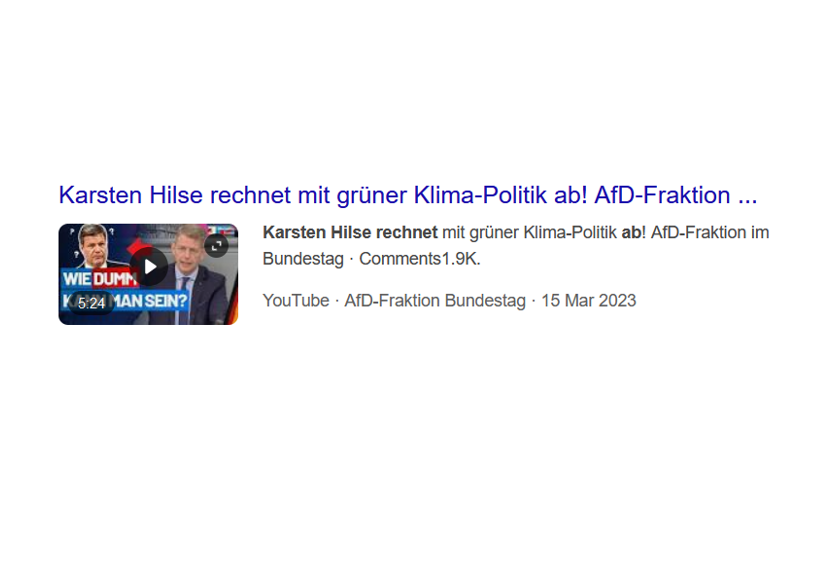 Karsten Hilse rechnet mit grüner Klima-Politik ab! AfD-Fraktion ...
? ?
WIE DUMM
KANN MAN SEIN?
5:24
Karsten Hilse rechnet mit grüner Klima-Politik ab! AfD-Fraktion im
Bundestag · Comments1.9K.
YouTube · AfD-Fraktion Bundestag · 15 Mar 2023